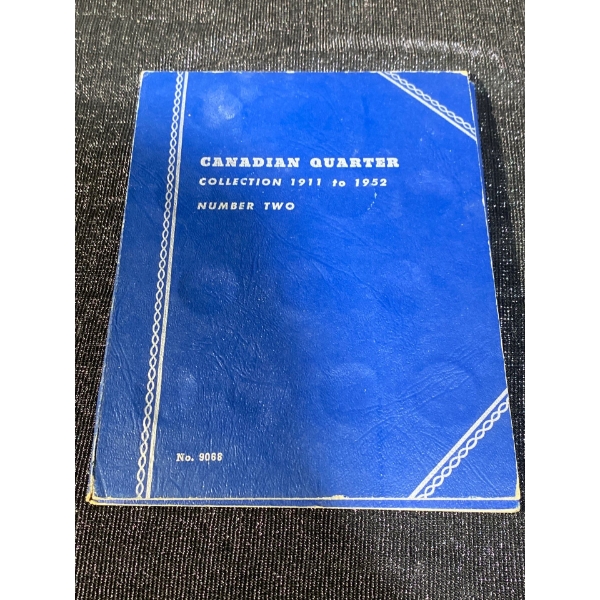 CANADIAN QUARTER
COLLECTION 1911 to 1952
NUMBER TWO
No. 9068